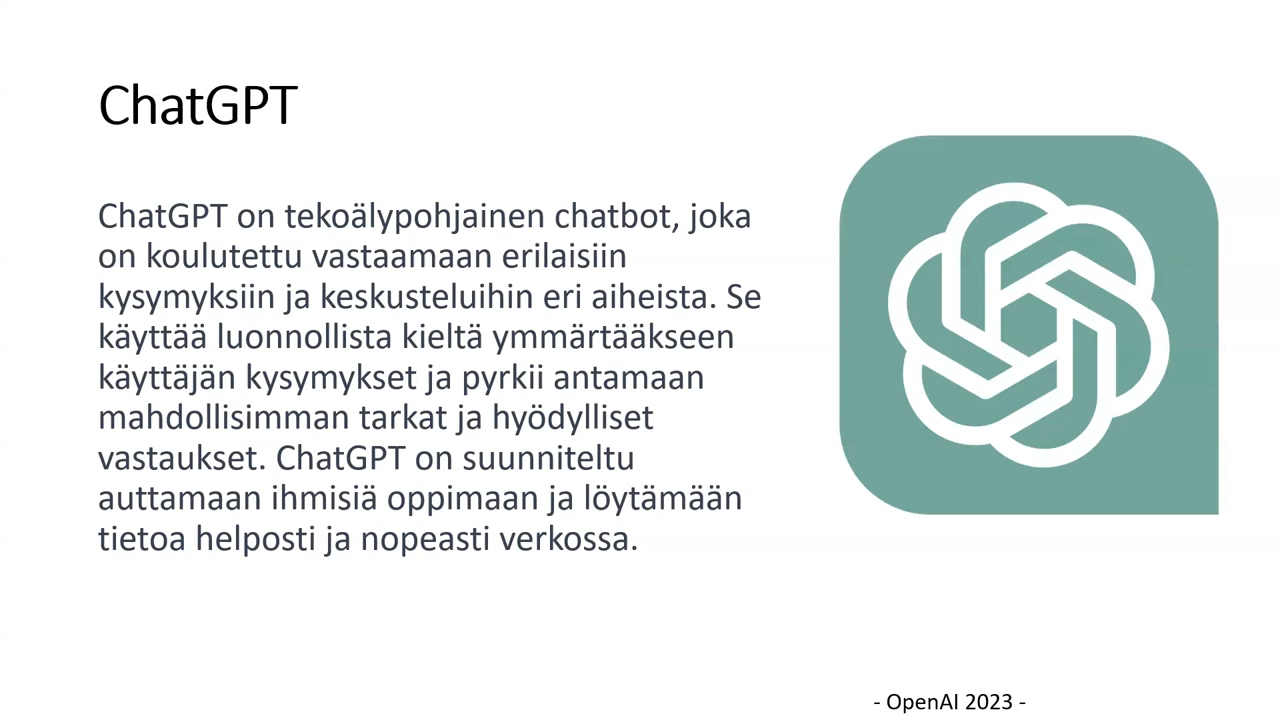 ChatGPT
ChatGPT on tekoälypohjainen chatbot, joka
on koulutettu vastaamaan erilaisiin
kysymyksiin ja keskusteluihin eri aiheista. Se
käyttää luonnollista kieltä ymmärtääkseen
käyttäjän kysymykset ja pyrkii antamaan
mahdollisimman tarkat ja hyödylliset
vastaukset. ChatGPT on suunniteltu
auttamaan ihmisiä oppimaan ja löytämään
tietoa helposti ja nopeasti verkossa.
- OpenAI 2023 -